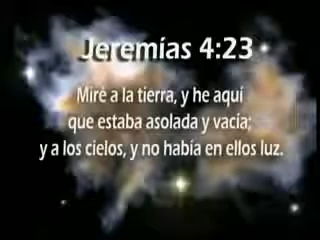 Jeremías 4:23
Miré a la tierra, y he aquí
que estaba asolada y vacía;
y a los cielos, y no había en ellos luz.